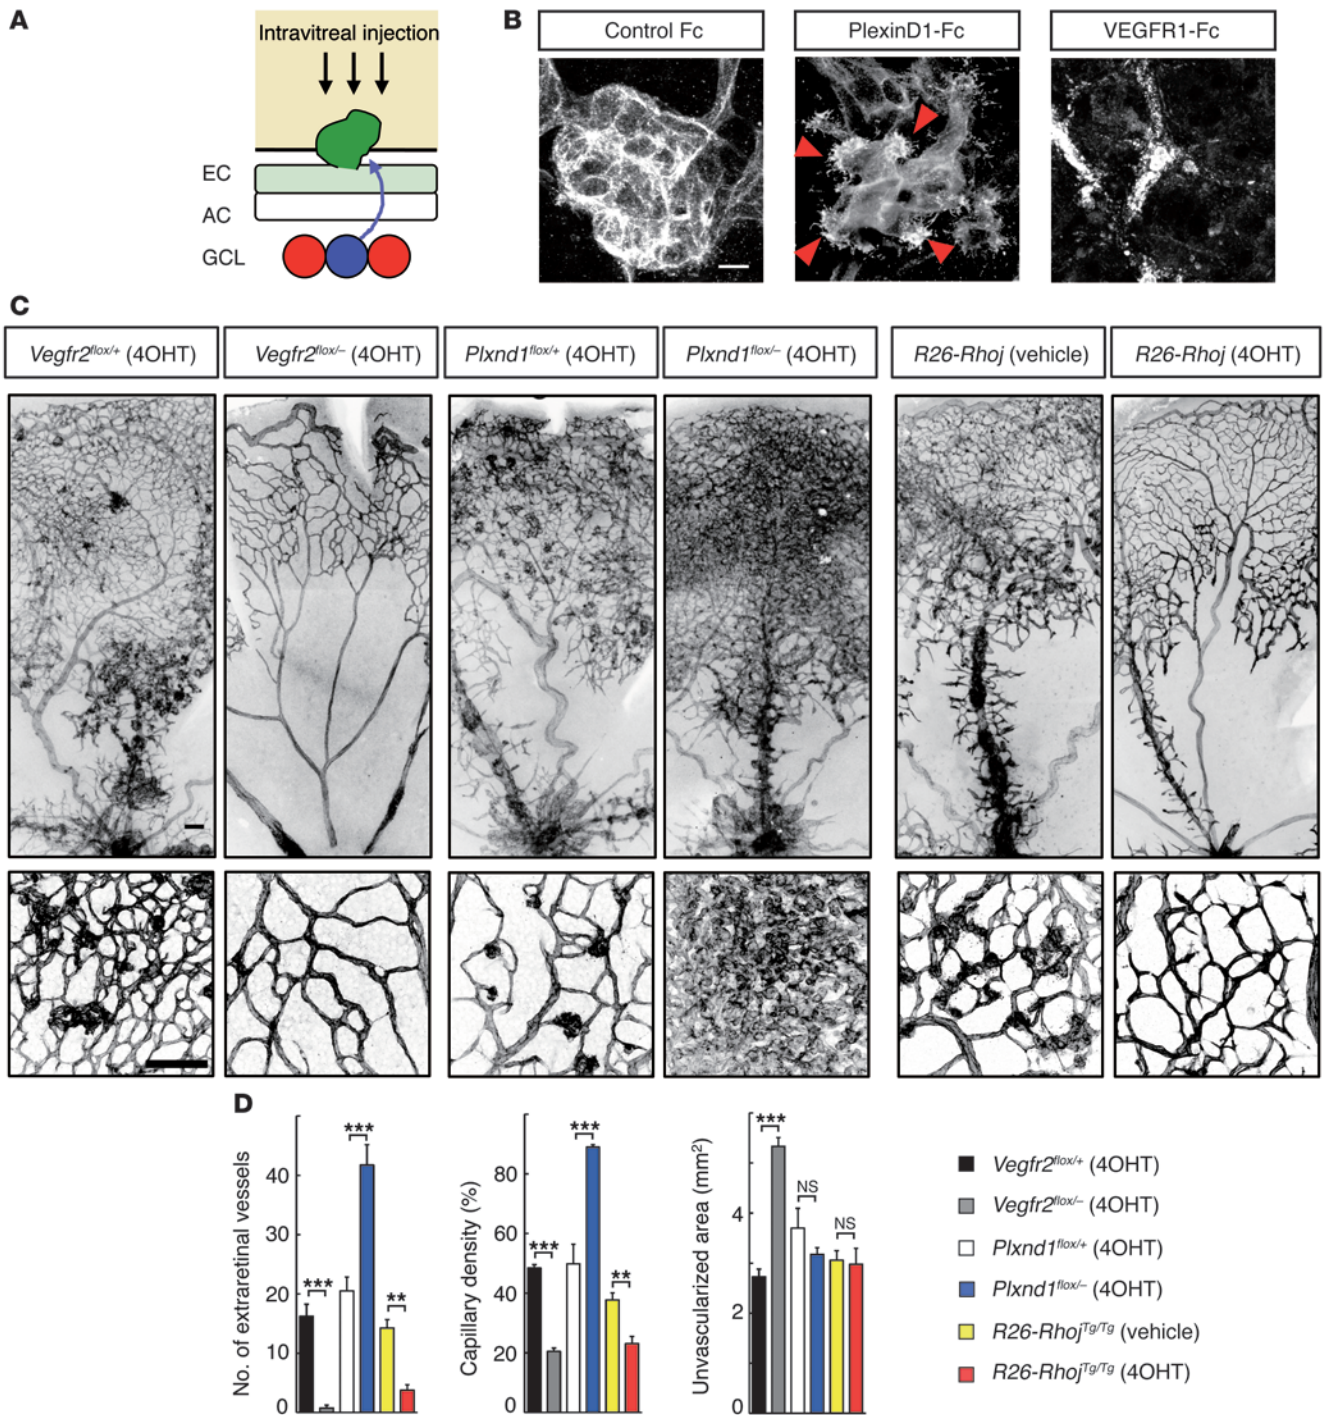 A
Intravitreal injection
EC
AC
GCL
B
Control Fc
PlexinD1-Fc
VEGFR1-Fc
C
Vegfr2flox/+ (4OHT)
Vegfr2flox/– (4OHT)
Plxnd1flox/+ (4OHT)
Plxnd1flox/– (4OHT)
R26-Rhoj (vehicle)
R26-Rhoj (4OHT)
D
No. of extraretinal vessels
40
30
20
10
0
***
***
**
Capillary density (%)
80
60
40
20
0
***
***
**
Unvascularized area (mm2)
4
2
0
***
NS
NS
Vegfr2flox/+ (4OHT)
Vegfr2flox/– (4OHT)
Plxnd1flox/+ (4OHT)
Plxnd1flox/– (4OHT)
R26-RhojTg/Tg (vehicle)
R26-RhojTg/Tg (4OHT)